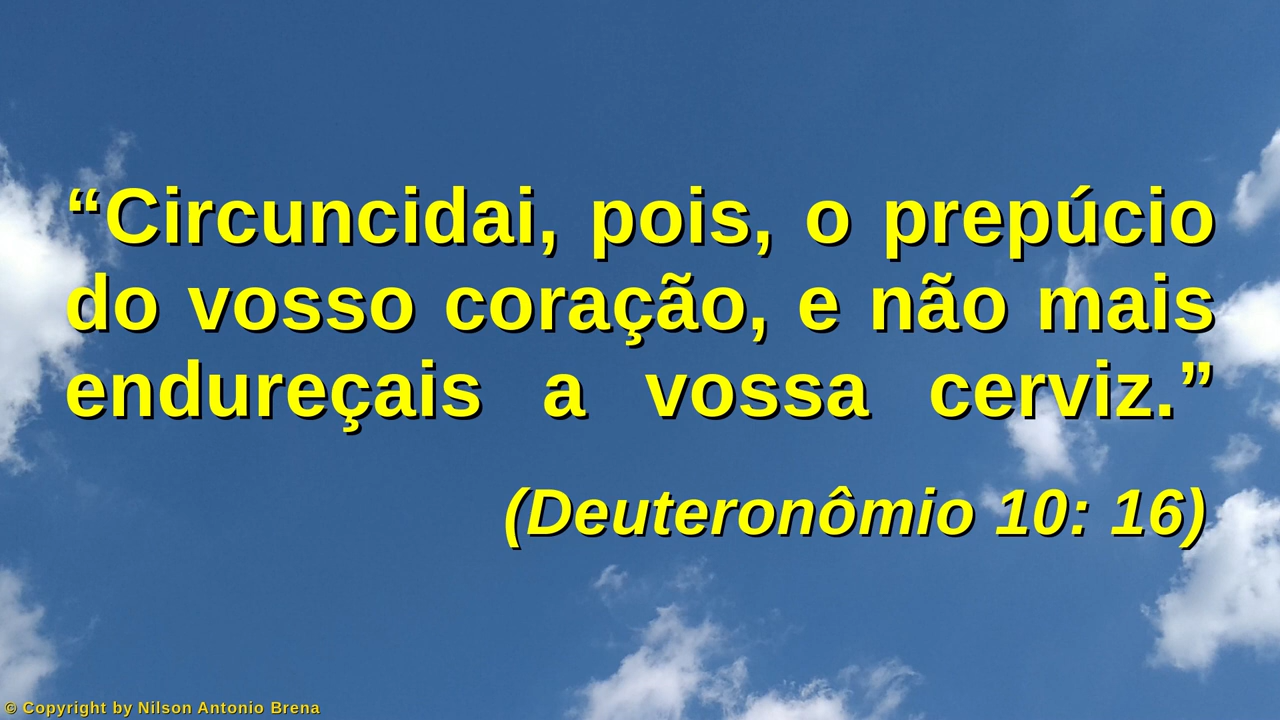 “Circuncidai, pois, o prepúcio
do vosso coração, e não mais
endureçais a vossa cerviz.”
(Deuteronômio 10: 16)
© Copyright by Nilson Antonio Brena